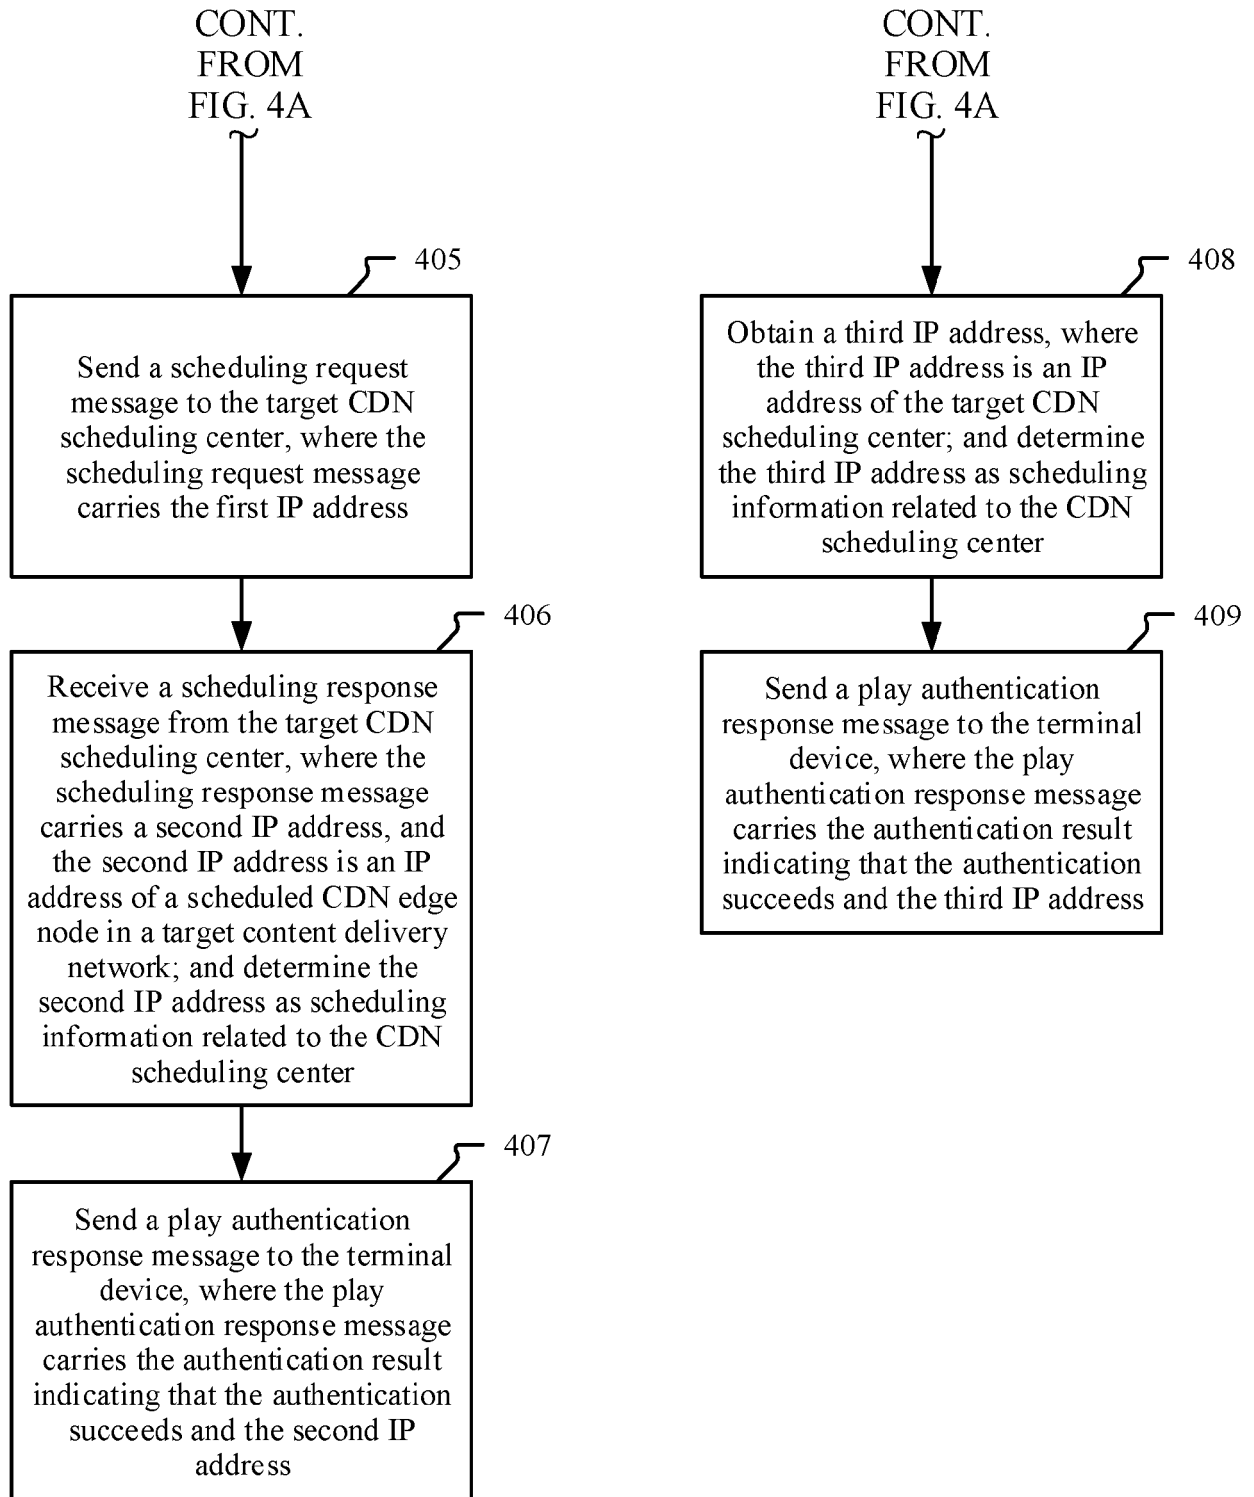 CONT.
FROM
FIG. 4A
405
Send a scheduling request
message to the target CDN
scheduling center, where the
scheduling request message
carries the first IP address
406
Receive a scheduling response
message from the target CDN
scheduling center, where the
scheduling response message
carries a second IP address, and
the second IP address is an IP
address of a scheduled CDN edge
node in a target content delivery
network; and determine the
second IP address as scheduling
information related to the CDN
scheduling center
407
Send a play authentication
response message to the terminal
device, where the play
authentication response message
carries the authentication result
indicating that the authentication
succeeds and the second IP
address
CONT.
FROM
FIG. 4A
408
Obtain a third IP address, where
the third IP address is an IP
address of the target CDN
scheduling center; and determine
the third IP address as scheduling
information related to the CDN
scheduling center
409
Send a play authentication
response message to the terminal
device, where the play
authentication response message
carries the authentication result
indicating that the authentication
succeeds and the third IP address